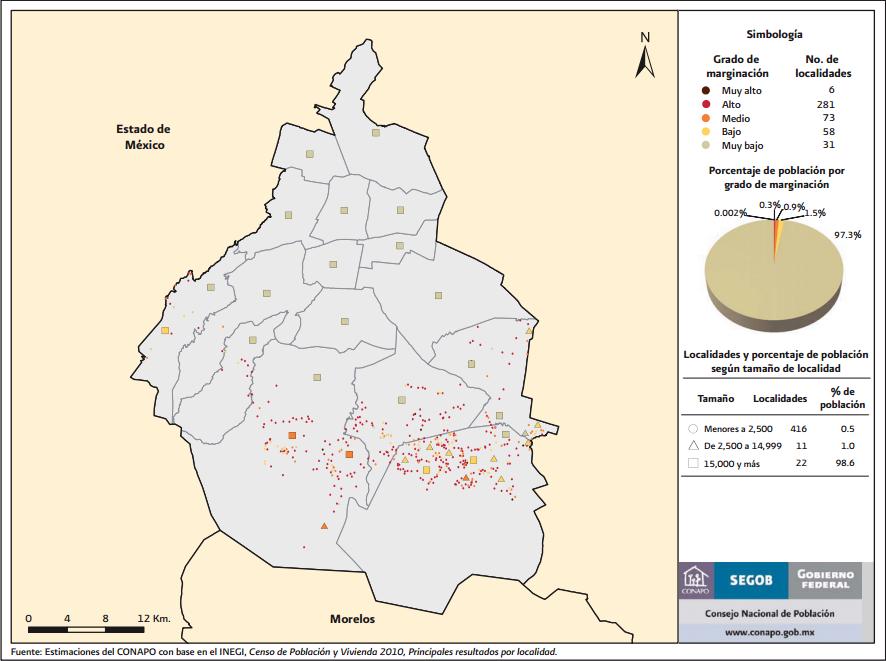 N
Estado de
México
Morelos
0 4 8 12 Km.
Simbología
Grado de marginación No. de localidades
Muy alto 6
Alto 281
Medio 73
Bajo 58
Muy bajo 31
Porcentaje de población por
grado de marginación
0.002% 0.3% 0.9% 1.5%
97.3%
Localidades y porcentaje de población
según tamaño de localidad
Tamaño Localidades % de población
Menores a 2,500 416 0.5
De 2,500 a 14,999 11 1.0
15,000 y más 22 98.6
CONAPO
SEGOB
GOBIERNO
FEDERAL
Consejo Nacional de Población
www.conapo.gob.mx
Fuente: Estimaciones del CONAPO con base en el INEGI, Censo de Población y Vivienda 2010, Principales resultados por localidad.